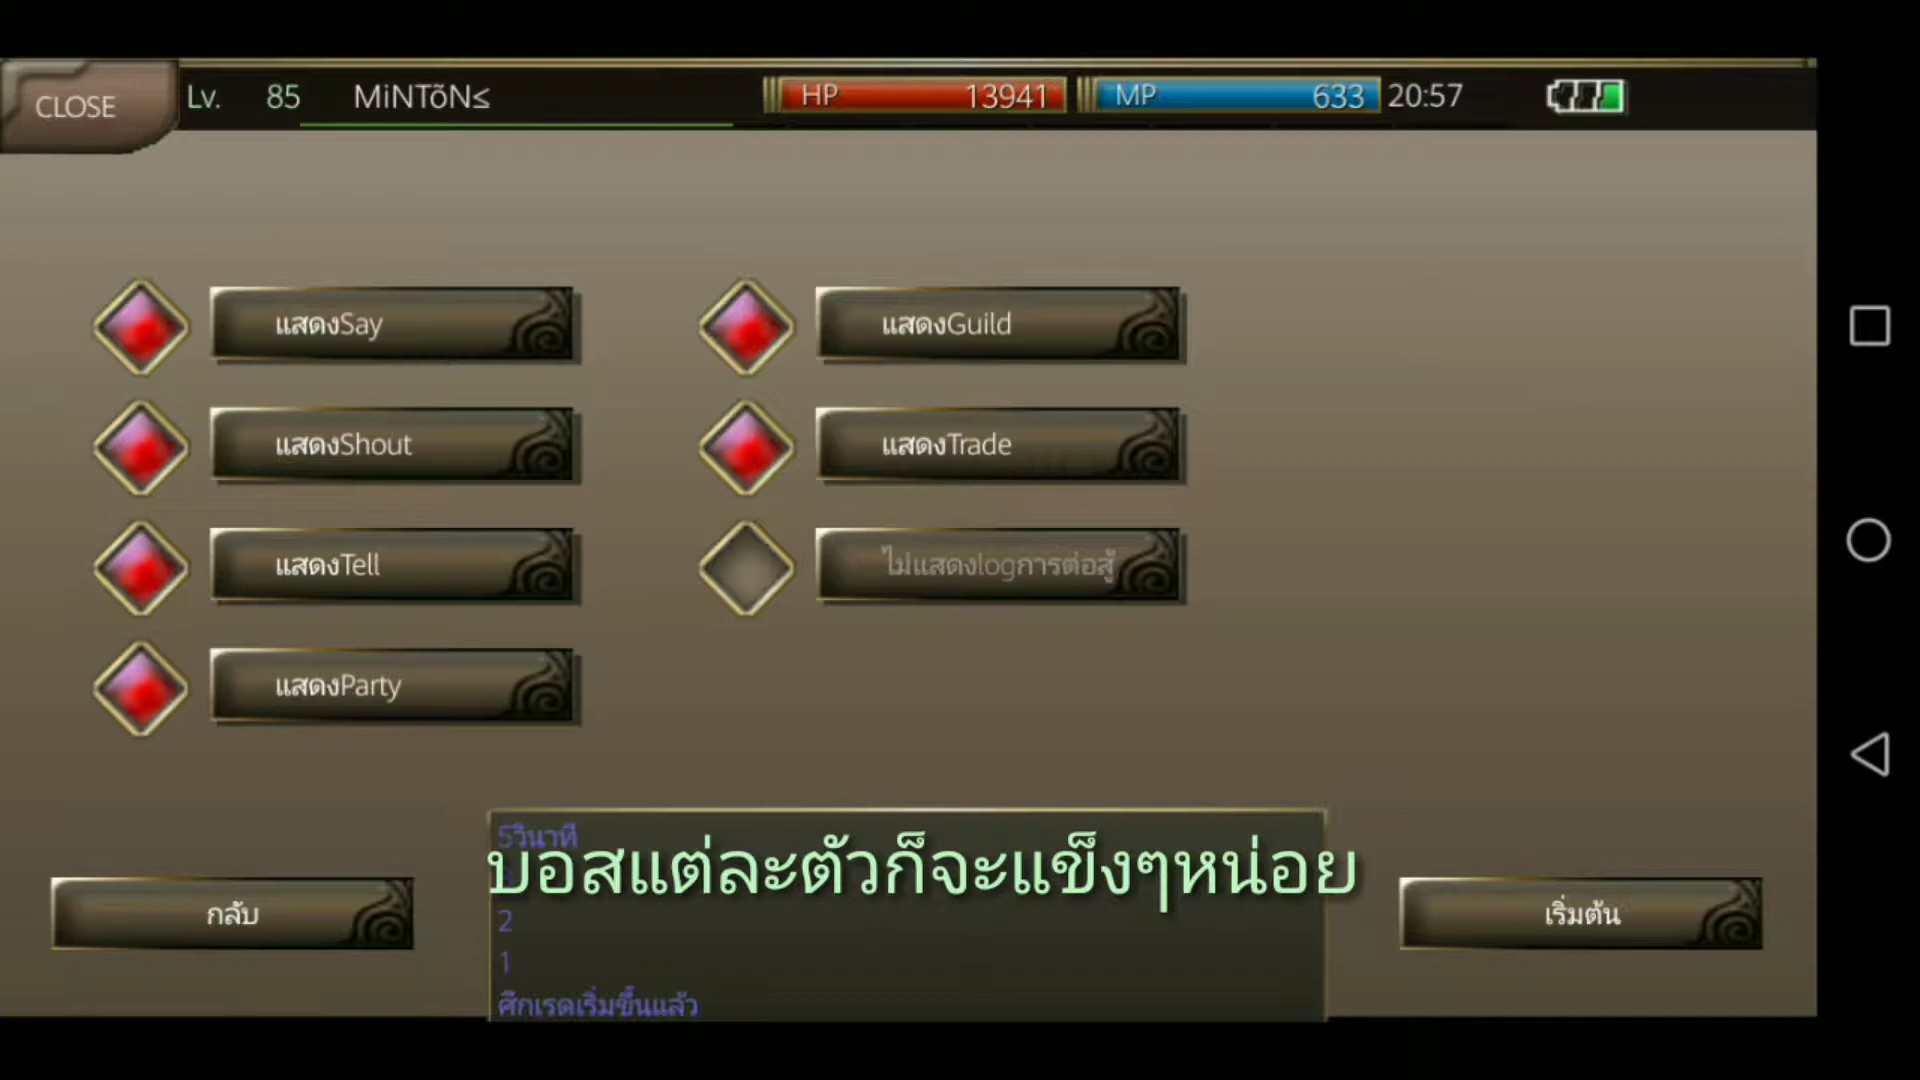 CLOSE
Lv. 85 MiNTõN≤
HP 13941
MP 633
20:57
แสดงSay
แสดงGuild
แสดงShout
แสดงTrade
แสดงTell
ไม่แสดงlogการต่อสู้
แสดงParty
5วินาที
บอสแต่ละตัวก็จะแข็งๆหน่อย
2
1
ศึกเรดเริ่มขึ้นแล้ว
กลับ
เริ่มต้น